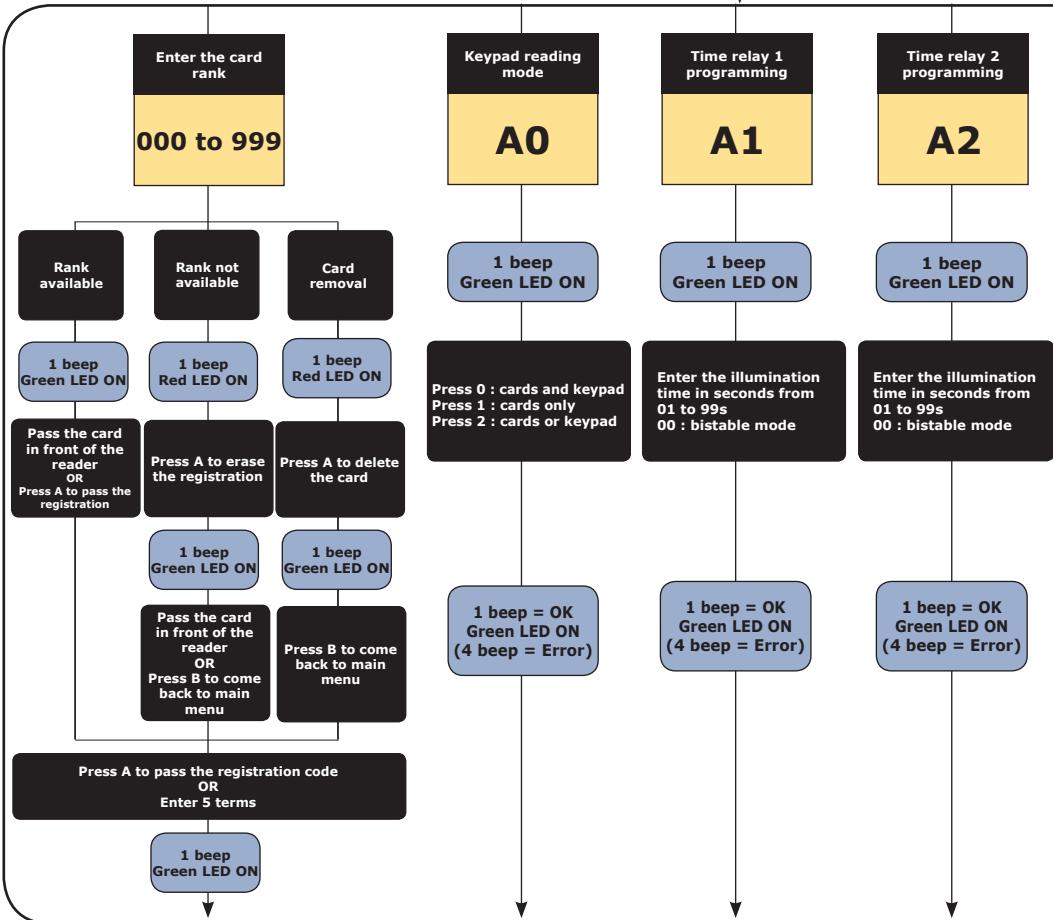 Enter the card
rank
000 to 999
Rank
available
Rank not
available
Card
removal
1 beep
Green LED ON
1 beep
Red LED ON
1 beep
Red LED ON
Pass the card
in front of the
reader
OR
Press A to pass the
registration
Press A to erase
the registration
Press A to delete
the card
1 beep
Green LED ON
1 beep
Green LED ON
Pass the card
in front of the
reader
OR
Press B to come
back to main
menu
Press B to come
back to main
menu
Press A to pass the registration code
OR
Enter 5 terms
1 beep
Green LED ON
Keypad reading
mode
A0
1 beep
Green LED ON
Press 0 : cards and keypad
Press 1 : cards only
Press 2 : cards or keypad
1 beep = OK
Green LED ON
(4 beep = Error)
Time relay 1
programming
A1
1 beep
Green LED ON
Enter the illumination
time in seconds from
01 to 99s
00 : bistable mode
1 beep = OK
Green LED ON
(4 beep = Error)
Time relay 2
programming
A2
1 beep
Green LED ON
Enter the illumination
time in seconds from
01 to 99s
00 : bistable mode
1 beep = OK
Green LED ON
(4 beep = Error)